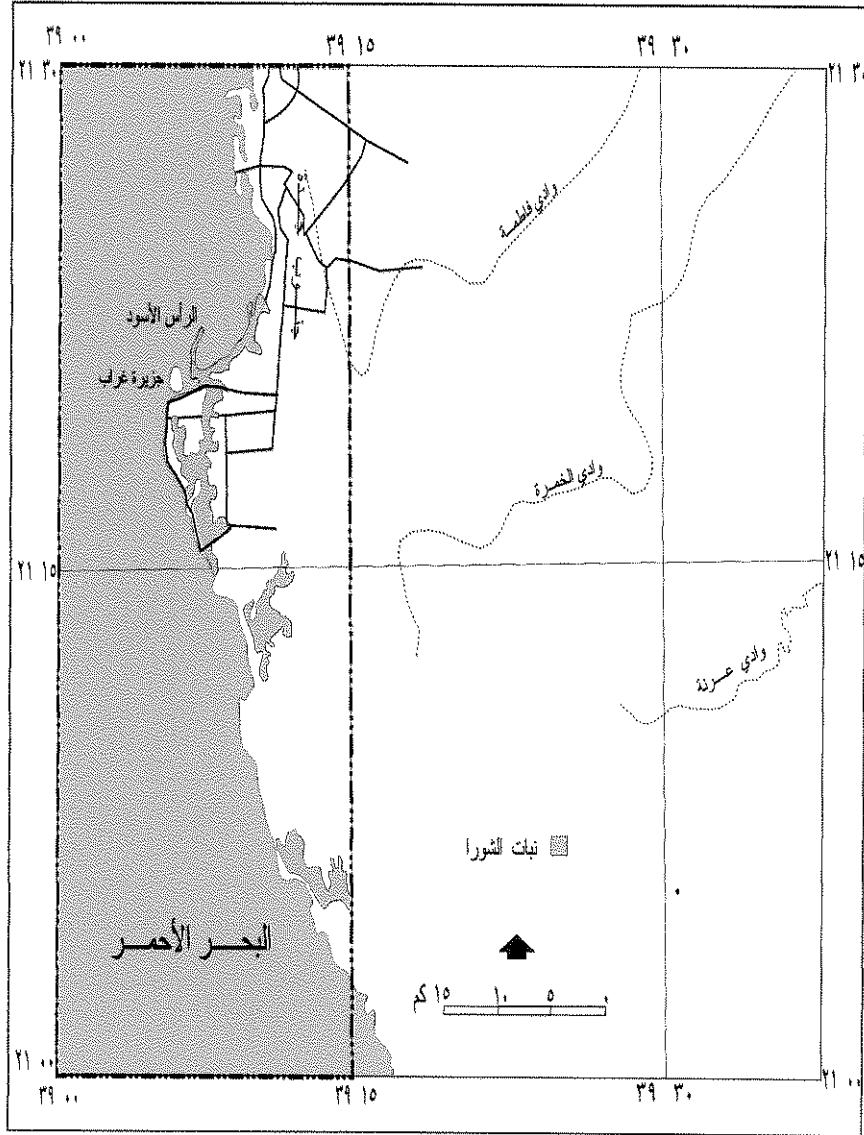 ٣٩ ٠٠
٣٩ ١٥
٣٩ ٣٠
٢١ ٣٠
٢١ ٣٠
وادي فاطمة
الرأس الأسود
جزيرة غراب
وادي الخمرة
٢١ ١٥
٢١ ١٥
وادي عرنة
نبات الشورا
البحر الأحمر
١٥ كم
١٠
٥
٠
٢١ ٠٠
٢١ ٠٠
٣٩ ٠٠
٣٩ ١٥
٣٩ ٣٠